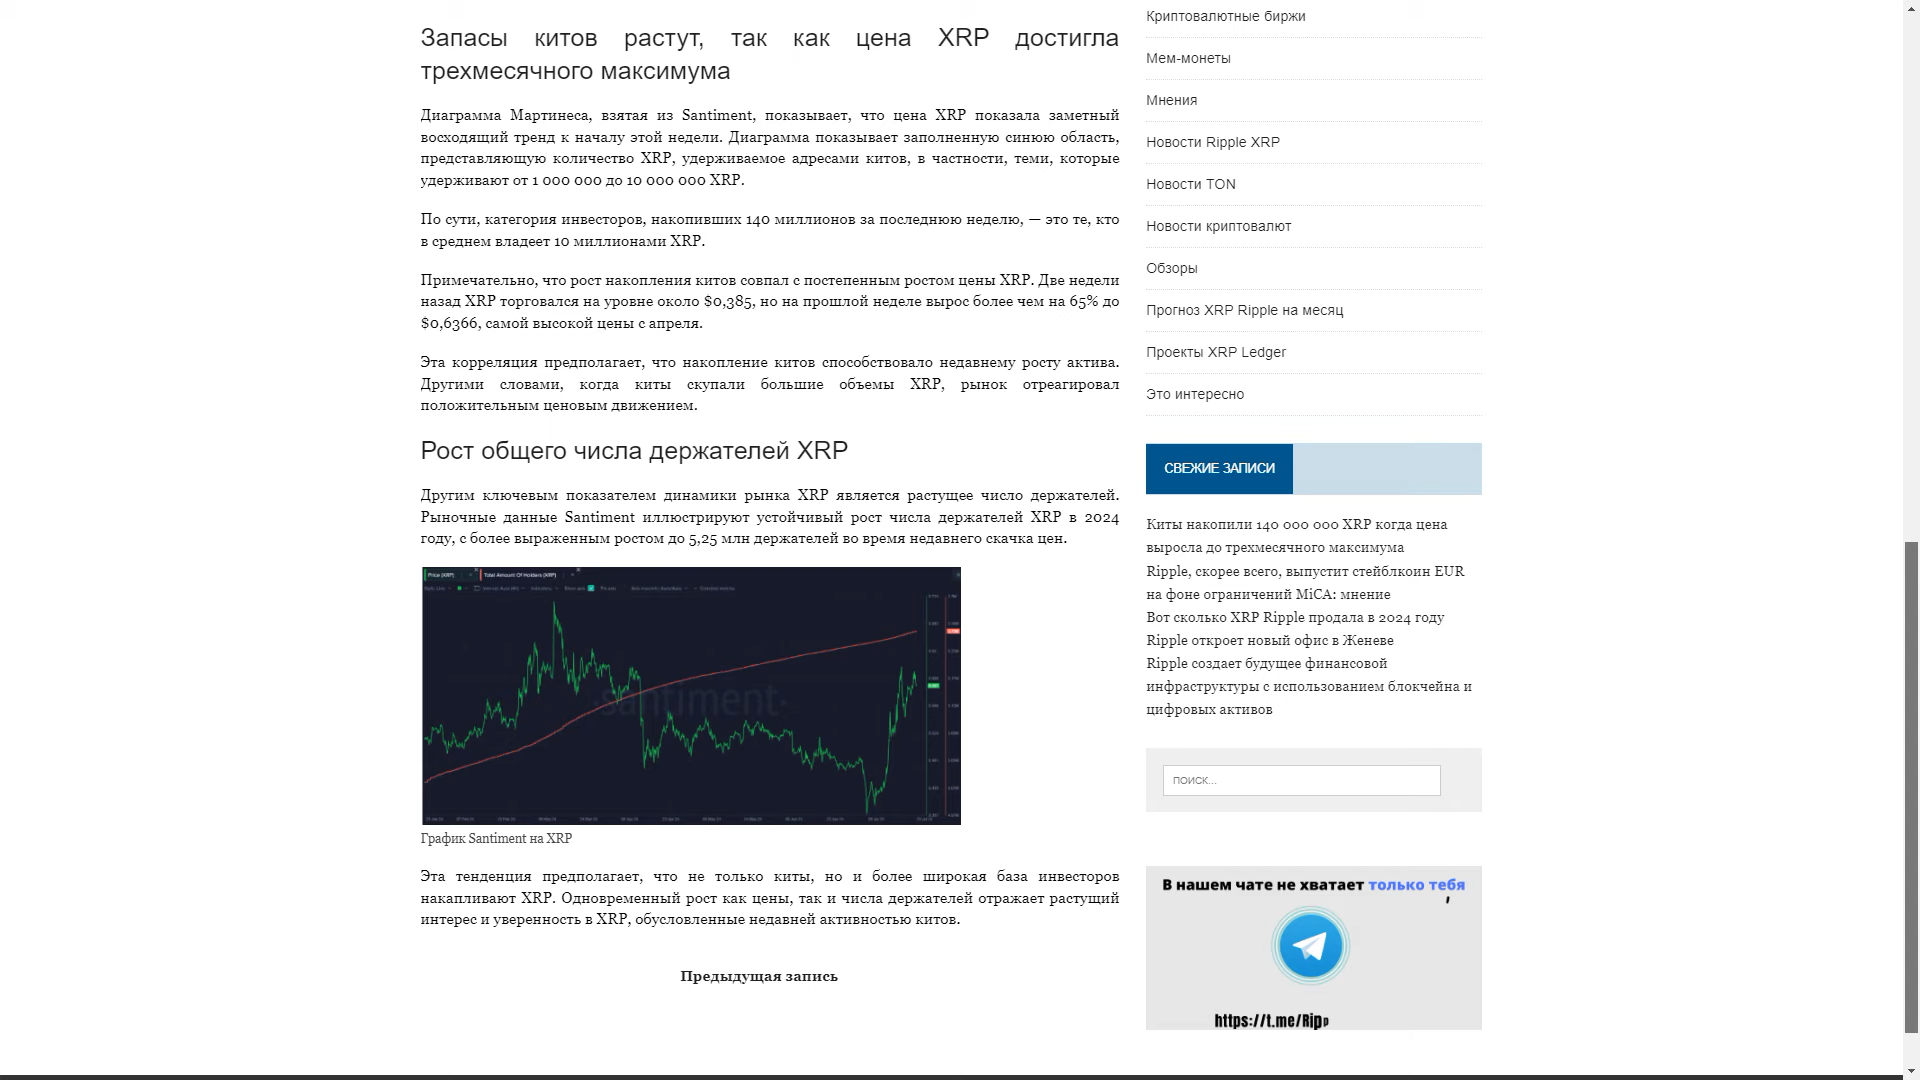 Запасы китов растут, так как цена XRP достигла
трехмесячного максимума
Диаграмма Мартинеса, взятая из Santiment, показывает, что цена XRP показала заметный
восходящий тренд к началу этой недели. Диаграмма показывает заполненную синюю область,
представляющую количество XRP, удерживаемое адресами китов, в частности, теми, которые
удерживают от 1 000 000 до 10 000 000 XRP.
По сути, категория инвесторов, накопивших 140 миллионов за последнюю неделю, — это те, кто
в среднем владеет 10 миллионами XRP.
Примечательно, что рост накопления китов совпал с постепенным ростом цены XRP. Две недели
назад XRP торговался на уровне около $0,385, но на прошлой неделе вырос более чем на 65% до
$0,6366, самой высокой цены с апреля.
Эта корреляция предполагает, что накопление китов способствовало недавнему росту актива.
Другими словами, когда киты скупали большие объемы XRP, рынок отреагировал
положительным ценовым движением.
Рост общего числа держателей XRP
Другим ключевым показателем динамики рынка XRP является растущее число держателей.
Рыночные данные Santiment иллюстрируют устойчивый рост числа держателей XRP в 2024
году, с более выраженным ростом до 5,25 млн держателей во время недавнего скачка цен.
Price (XRP)
Total Amount Of Holders (XRP)
santiment
График Santiment на XRP
Эта тенденция предполагает, что не только киты, но и более широкая база инвесторов
накапливают XRP. Одновременный рост как цены, так и числа держателей отражает растущий
интерес и уверенность в XRP, обусловленные недавней активностью китов.
Предыдущая запись
Криптовалютные биржи
Мем-монеты
Мнения
Новости Ripple XRP
Новости TON
Новости криптовалют
Обзоры
Прогноз XRP Ripple на месяц
Проекты XRP Ledger
Это интересно
СВЕЖИЕ ЗАПИСИ
Киты накопили 140 000 000 XRP когда цена
выросла до трехмесячного максимума
Ripple, скорее всего, выпустит стейблкоин EUR
на фоне ограничений MiCA: мнение
Вот сколько XRP Ripple продала в 2024 году
Ripple откроет новый офис в Женеве
Ripple создает будущее финансовой
инфраструктуры с использованием блокчейна и
цифровых активов
поиск...
В нашем чате не хватает только тебя
https://t.me/Ripp